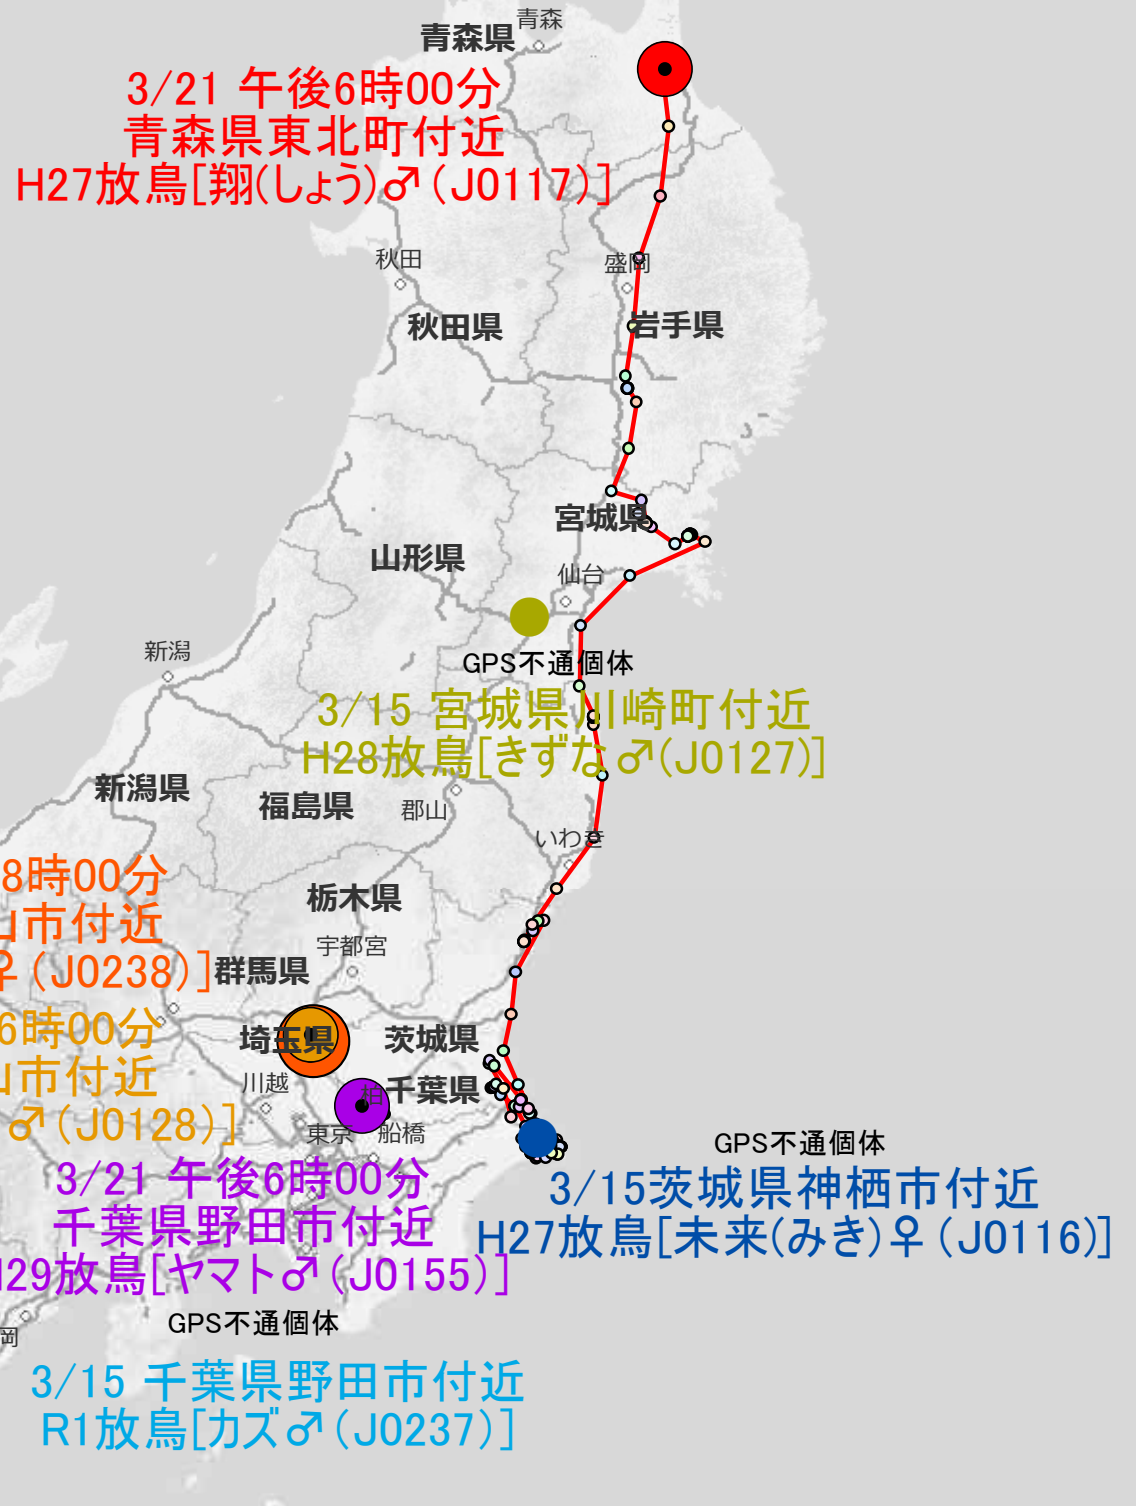 青森
青森県
3/21 午後6時00分
青森県東北町付近
H27放鳥[翔(しょう)♂(J0117)]
秋田
盛岡
秋田県
岩手県
宮城県
山形県
仙台
新潟
GPS不通個体
3/15 宮城県川崎町付近
H28放鳥[きずな♂(J0127)]
新潟県
福島県
郡山
いわき
8時00分
山市付近
♀(J0238)]
栃木県
宇都宮
群馬県
6時00分
埼玉県
茨城県
山市付近
川越
柏
千葉県
♂(J0128)]
東京
船橋
GPS不通個体
3/21 午後6時00分
千葉県野田市付近
H29放鳥[ヤマト♂(J0155)]
3/15茨城県神栖市付近
H27放鳥[未来(みき)♀(J0116)]
GPS不通個体
岡
3/15 千葉県野田市付近
R1放鳥[カズ♂(J0237)]